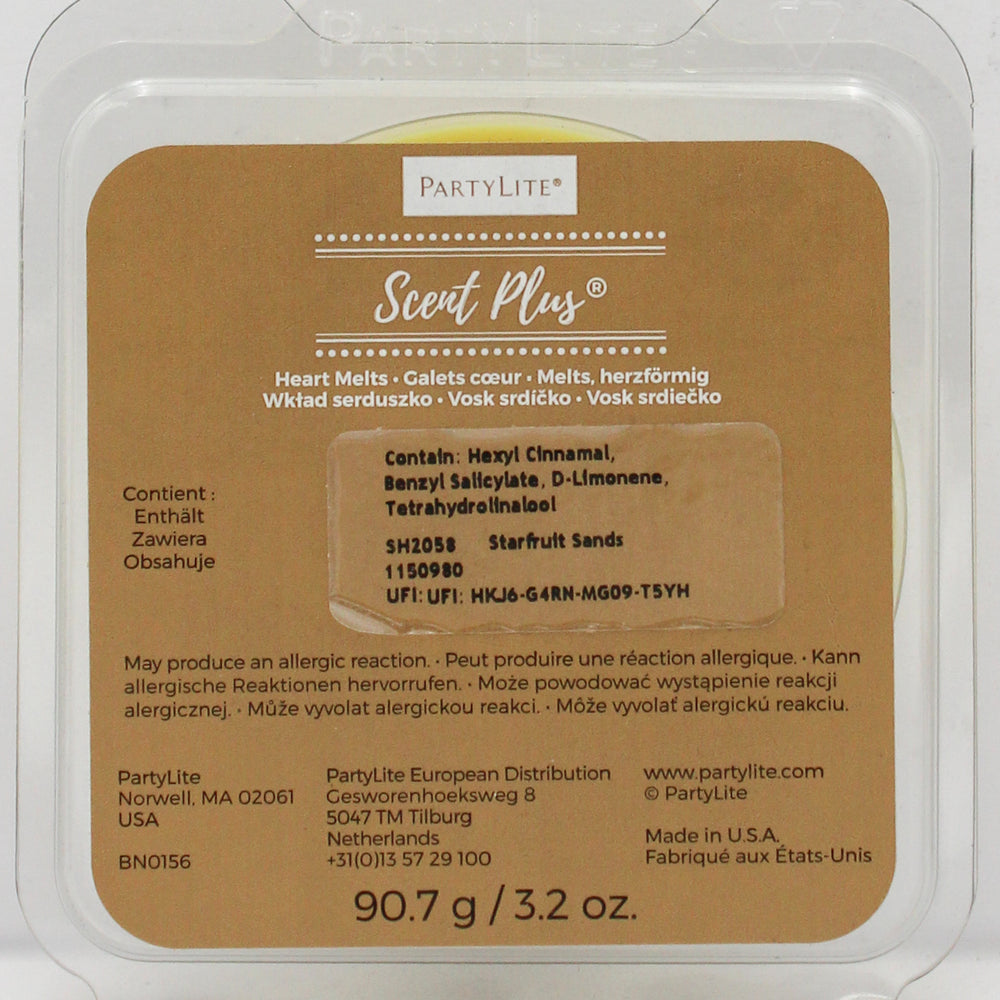 PARTYLITE
PARTYLITE®
Scent Plus®
Heart Melts • Galets cœur • Melts, herzförmig
Wkład serduszko • Vosk srdíčko • Vosk srdiečko
Contient :
Enthält
Zawiera
Obsahuje
Contain: Hexyl Cinnamal,
Benzyl Salicylate, D-Limonene,
Tetrahydrolinalool
SH2058 Starfruit Sands
1150980
UFI: UFI: HKJ6-G4RN-MG09-T5YH
May produce an allergic reaction. • Peut produire une réaction allergique. • Kann
allergische Reaktionen hervorrufen. • Może powodować wystąpienie reakcji
alergicznej. • Může vyvolat alergickou reakci. • Môže vyvolať alergickú reakciu.
PartyLite
Norwell, MA 02061
USA
BN0156
PartyLite European Distribution
Gesworenhoeksweg 8
5047 TM Tilburg
Netherlands
+31(0)13 57 29 100
www.partylite.com
© PartyLite
Made in U.S.A.
Fabriqué aux États-Unis
90.7 g / 3.2 oz.